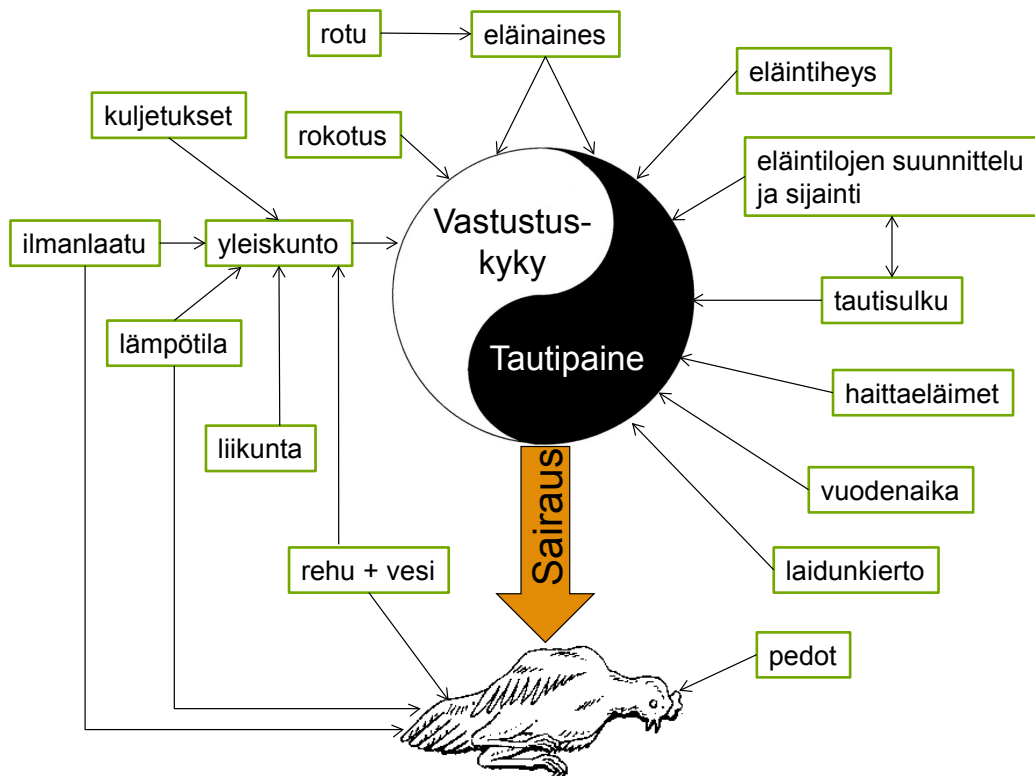 rotu
eläinaines
eläintiheys
kuljetukset
rokotus
eläintilojen suunnittelu
ja sijainti
ilmanlaatu
yleiskunto
Vastustus-
kyky
tautisulku
lämpötila
Tautipaine
haittaeläimet
liikunta
vuodenaika
Sairaus
rehu + vesi
laidunkierto
pedot